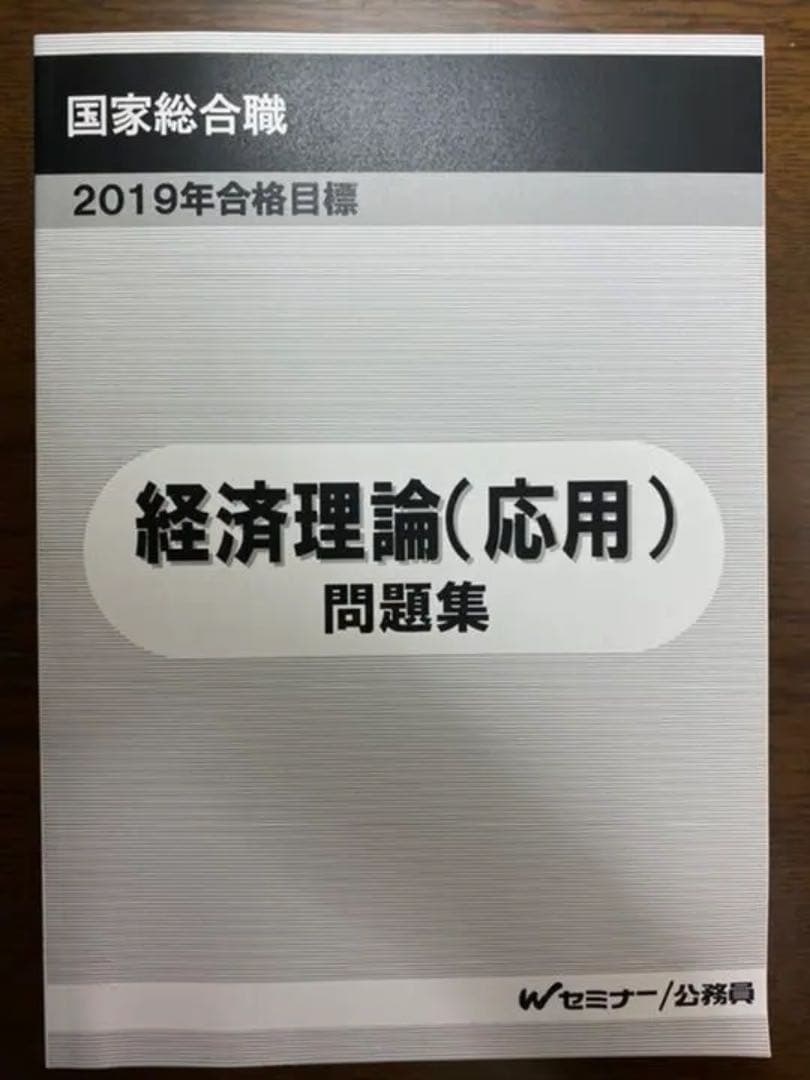 国家総合職
2019年合格目標
経済理論(応用)
問題集
Wセミナー/公務員